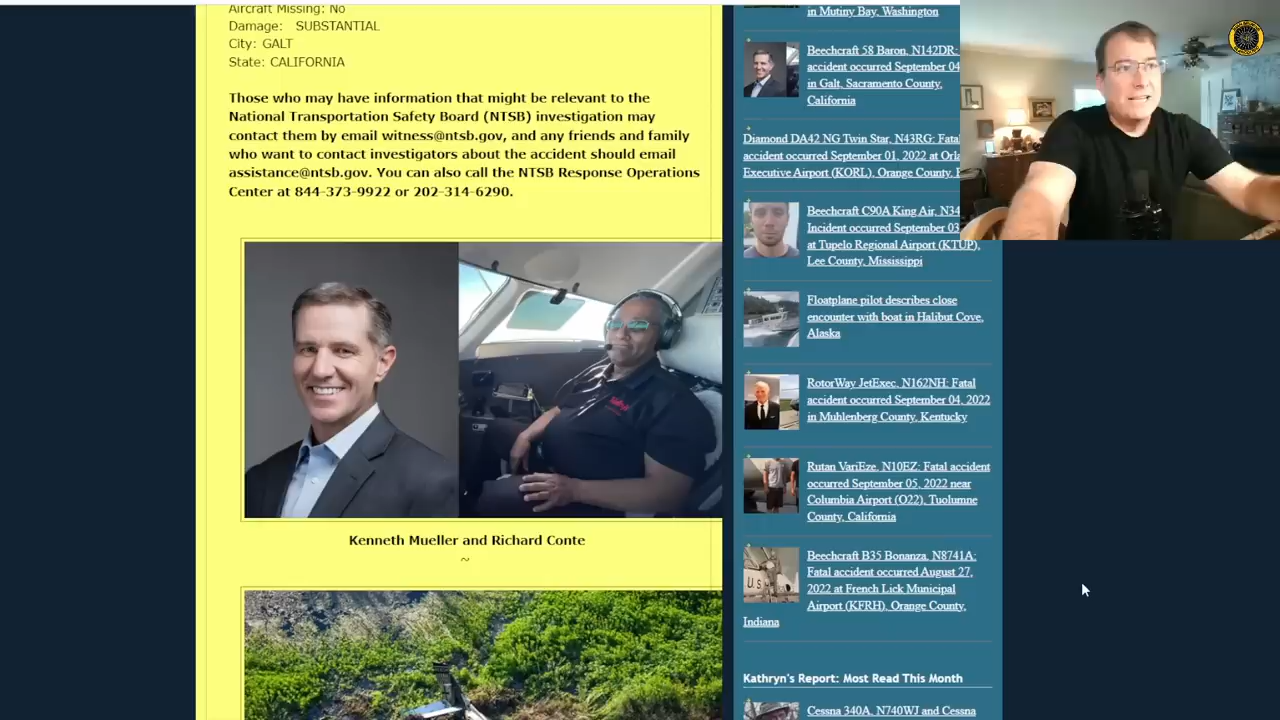 Aircraft Missing: No
Damage: SUBSTANTIAL
City: GALT
State: CALIFORNIA
Those who may have information that might be relevant to the
National Transportation Safety Board (NTSB) investigation may
contact them by email witness@ntsb.gov, and any friends and family
who want to contact investigators about the accident should email
assistance@ntsb.gov. You can also call the NTSB Response Operations
Center at 844-373-9922 or 202-314-6290.
Kenneth Mueller and Richard Conte
~
in Mutiny Bay, Washington
Beechcraft 58 Baron, N142DR:
accident occurred September 04
in Galt, Sacramento County,
California
Diamond DA42 NG Twin Star, N43RG: Fatal
accident occurred September 01, 2022 at Orla
Executive Airport (KORL), Orange County, F
Beechcraft C90A King Air, N34
Incident occurred September 03
at Tupelo Regional Airport (KTUP),
Lee County, Mississippi
Floatplane pilot describes close
encounter with boat in Halibut Cove,
Alaska
RotorWay JetExec, N162NH: Fatal
accident occurred September 04, 2022
in Muhlenberg County, Kentucky
Rutan VariEze, N10EZ: Fatal accident
occurred September 05, 2022 near
Columbia Airport (O22), Tuolumne
County, California
Beechcraft B35 Bonanza, N8741A:
Fatal accident occurred August 27,
2022 at French Lick Municipal
Airport (KFRH), Orange County,
Indiana
Kathryn's Report: Most Read This Month
Cessna 340A, N740WJ and Cessna